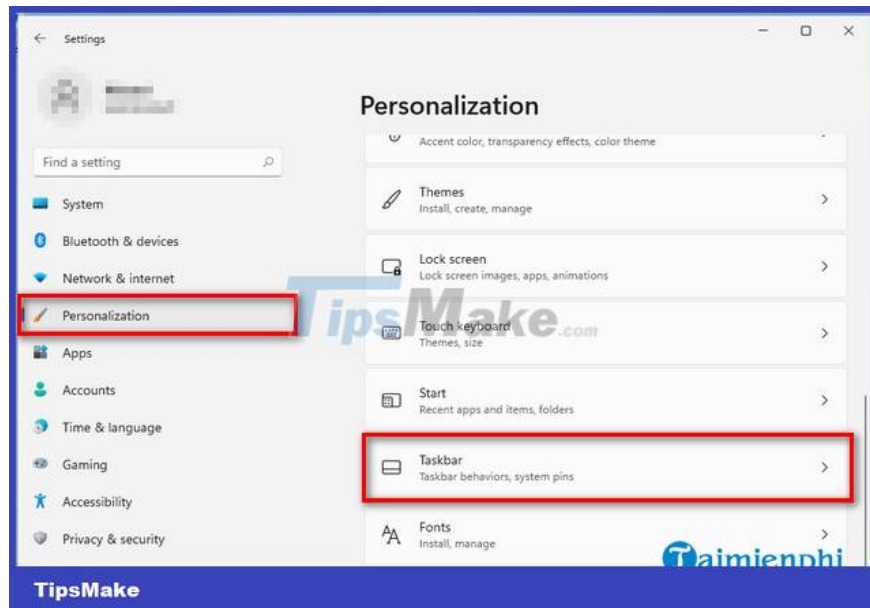 Settings
Personalization
Find a setting
System
Bluetooth & devices
Network & internet
Personalization
Apps
Accounts
Time & language
Gaming
Accessibility
Privacy & security
Accent color, transparency effects, color theme
Themes
Install, create, manage
Lock screen
Lock screen images, apps, animations
Touch keyboard
Themes, size
Start
Recent apps and items, folders
Taskbar
Taskbar behaviors, system pins
Fonts
Install, manage
TipsMake.com
Taimienphi
TipsMake